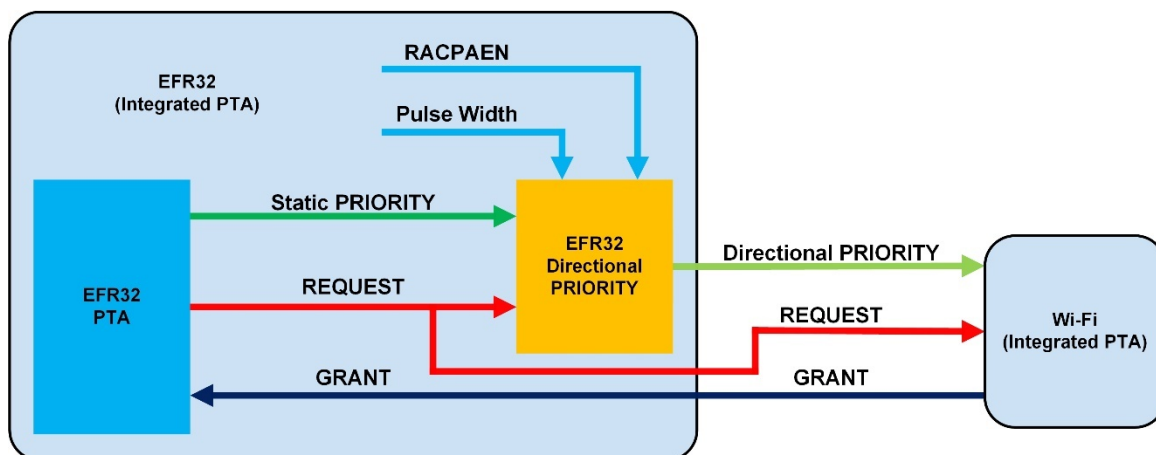 RACPAEN
EFR32
(Integrated PTA)
Pulse Width
Static PRIORITY
EFR32
Directional
PRIORITY
Directional PRIORITY
REQUEST
EFR32
PTA
REQUEST
Wi-Fi
(Integrated PTA)
GRANT
GRANT